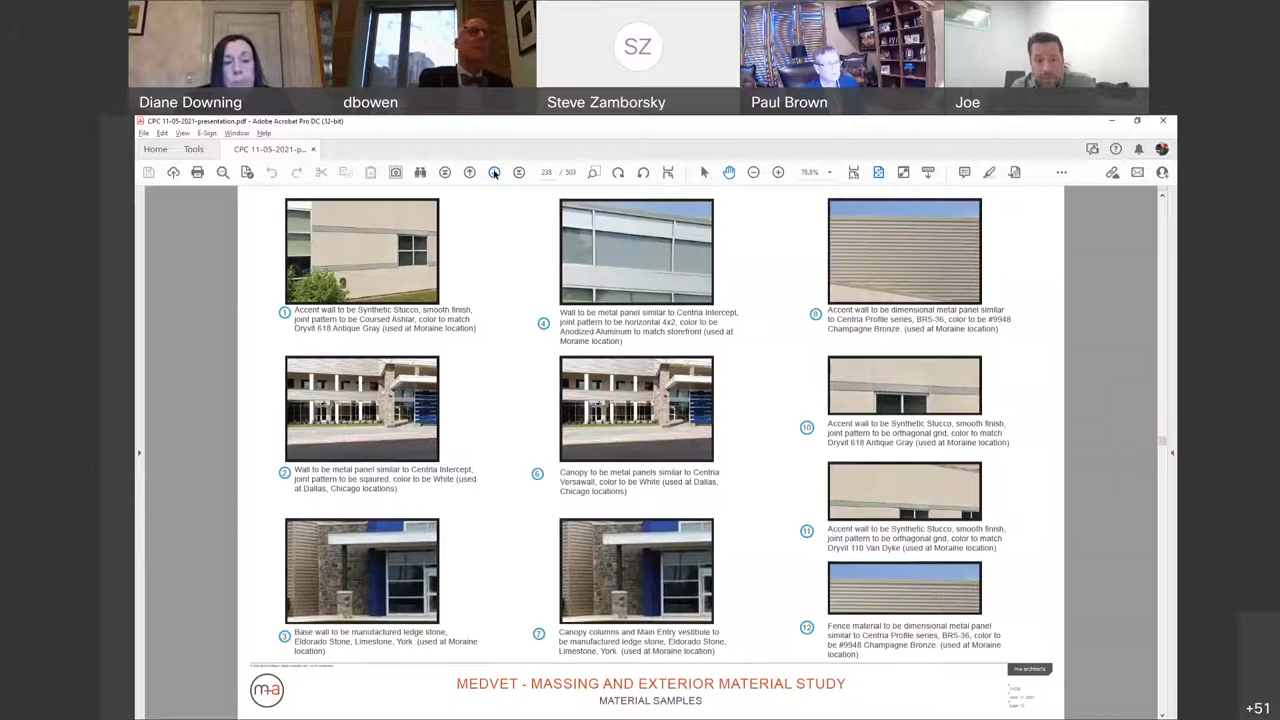 SZ
Diane Downing
dbowen
Steve Zamborsky
Paul Brown
Joe
CPC 11-05-2021-presentation.pdf - Adobe Acrobat Pro DC (32-bit)
File Edit View E-Sign Window Help
Home Tools CPC 11-05-2021-p... ×
238 / 503 78.8%
1 Accent wall to be Synthetic Stucco, smooth finish,
joint pattern to be Coursed Ashlar, color to match
Dryvit 618 Antique Gray (used at Moraine location)
4 Wall to be metal panel similar to Centria Intercept,
joint pattern to be horizontal 4x2, color to be
Anodized Aluminum to match storefront (used at
Moraine location)
8 Accent wall to be dimensional metal panel similar
to Centria Profile series, BR5-36, color to be #9948
Champagne Bronze. (used at Moraine location)
2 Wall to be metal panel similar to Centria Intercept,
joint pattern to be sqaured, color to be White (used
at Dallas, Chicago locations)
6 Canopy to be metal panels similar to Centria
Versawall, color to be White (used at Dallas,
Chicago locations)
10 Accent wall to be Synthetic Stucco, smooth finish,
joint pattern to be orthagonal grid, color to match
Dryvit 618 Antique Gray (used at Moraine location)
11 Accent wall to be Synthetic Stucco, smooth finish,
joint pattern to be orthogonal grid, color to match
Dryvit 110 Van Dyke (used at Moraine location)
3 Base wall to be manufactured ledge stone,
Eldorado Stone, Limestone, York. (used at Moraine
location)
7 Canopy columns and Main Entry vestibule to
be manufactured ledge stone, Eldorado Stone,
Limestone, York. (used at Moraine location)
12 Fence material to be dimensional metal panel
similar to Centria Profile series, BR5-36, color to
be #9948 Champagne Bronze. (used at Moraine
location)
m+a architects
m+a
MEDVET - MASSING AND EXTERIOR MATERIAL STUDY
MATERIAL SAMPLES
+51